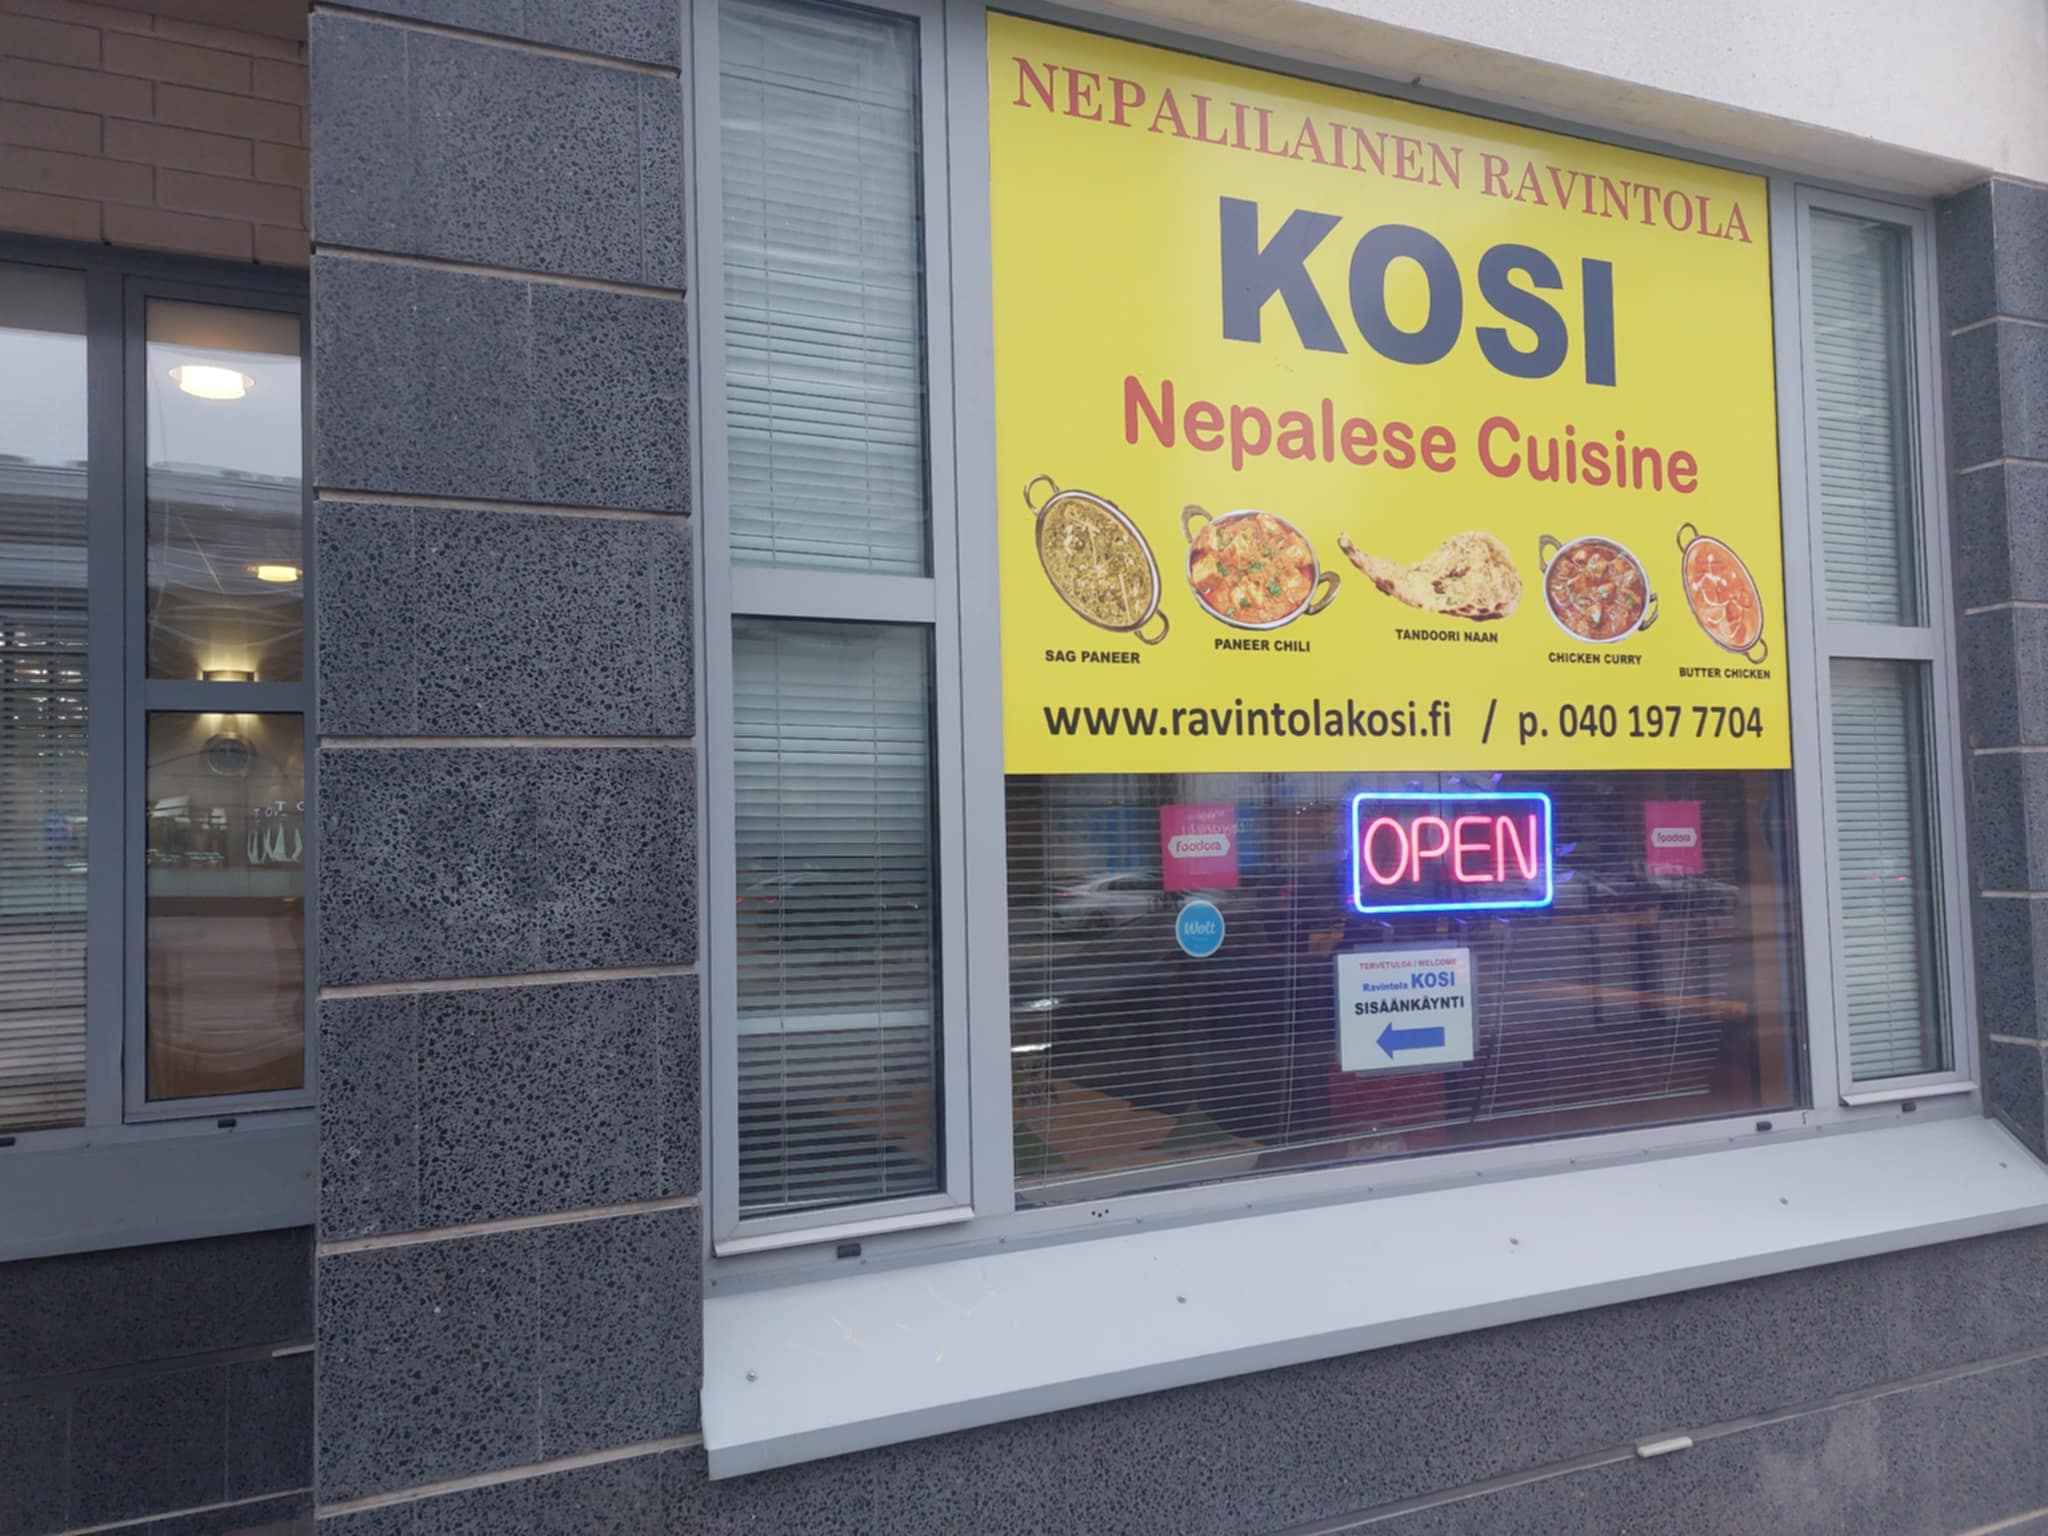 NEPALILAINEN RAVINTOLA
KOSI
Nepalese Cuisine
SAG PANEER
PANEER CHILI
TANDOORI NAAN
CHICKEN CURRY
BUTTER CHICKEN
www.ravintolakosi.fi / p. 040 197 7704
foodora
OPEN
foodora
Wolt
TERVETULOA / WELCOME
Ravintola KOSI
SISÄÄNKÄYNTI